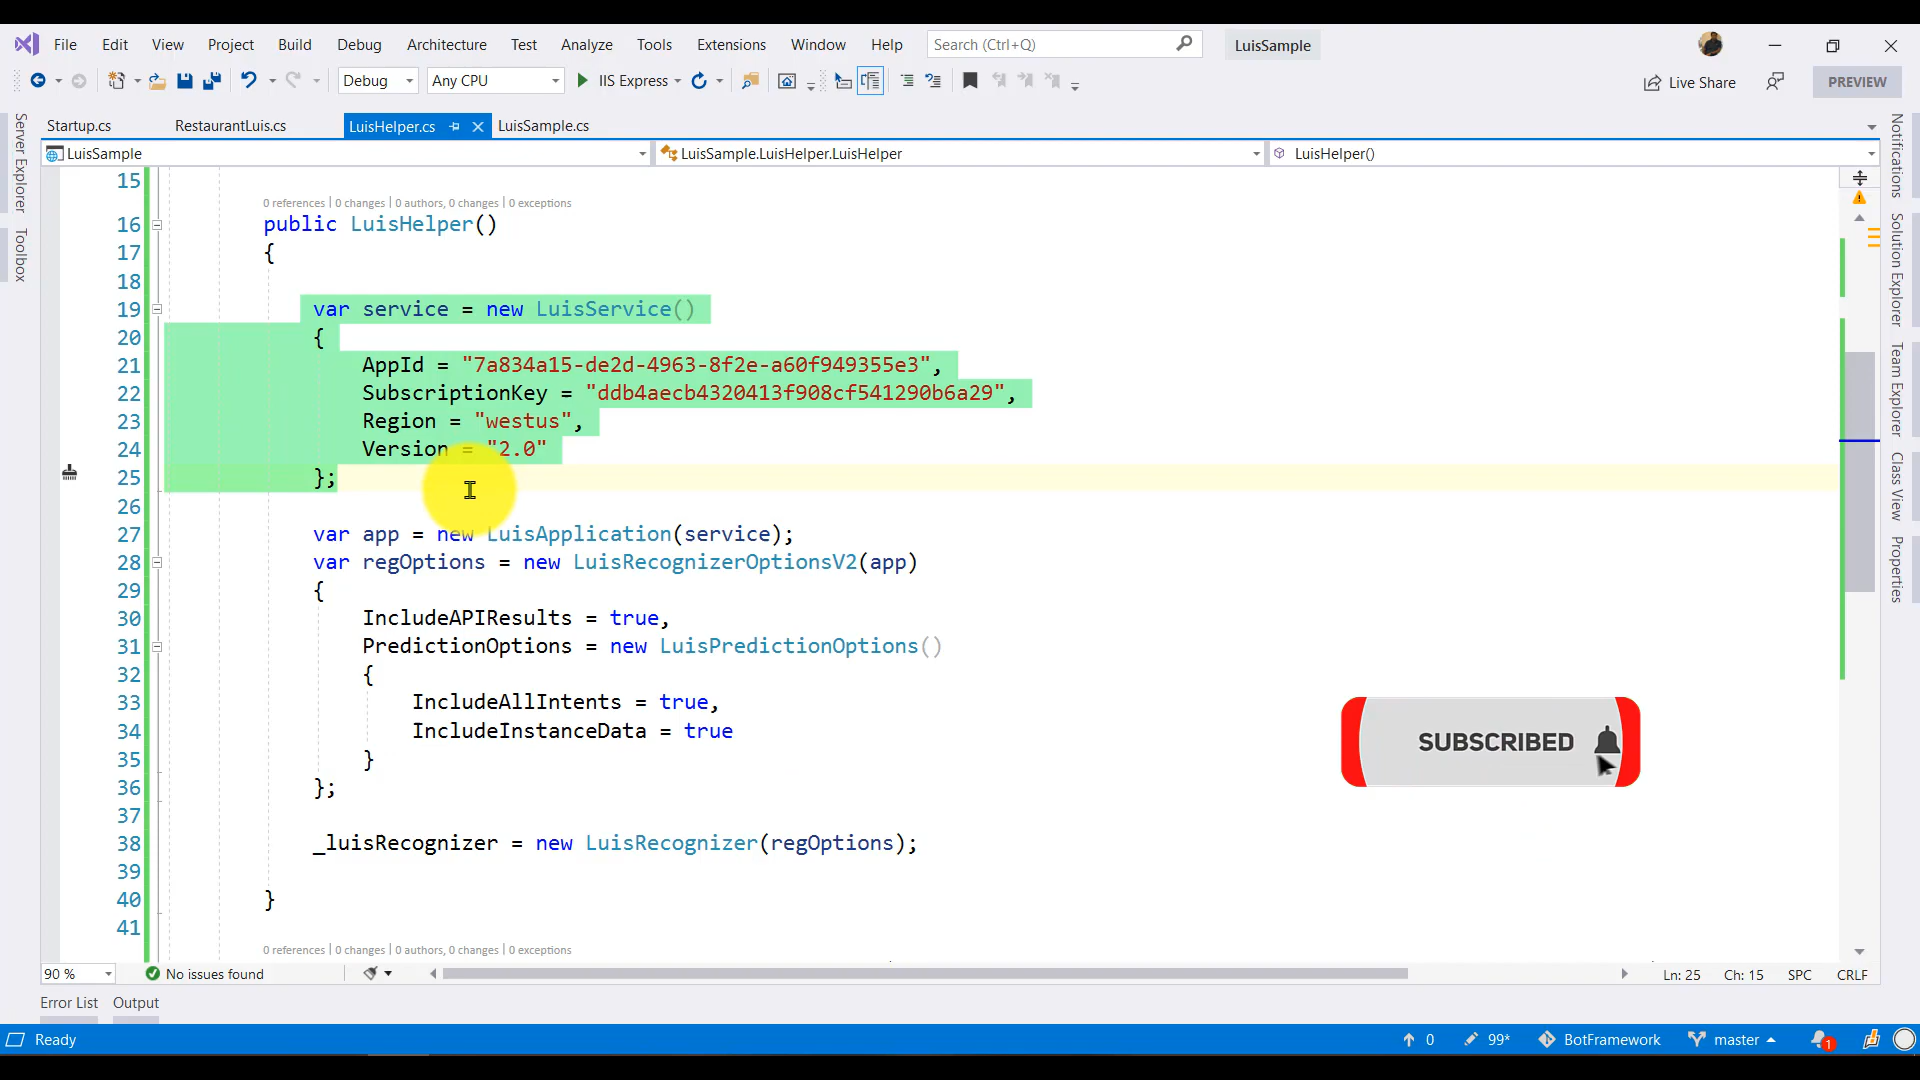 File Edit View Project Build Debug Architecture Test Tools Analyze Extensions Window Help Search (Ctrl+Q) LuisSample
Debug Any CPU IIS Express Live Share PREVIEW
Startup.cs RestaurantLuis.cs LuisHelper.cs LuisSample.cs
LuisSample LuisSample.LuisHelper.LuisHelper LuisHelper()
Server Explorer
Toolbox
Notifications
Solution Explorer
Team Explorer
Class View
Properties
15
0 references | 0 changes | 0 authors, 0 changes | 0 exceptions
16 public LuisHelper()
17 {
18
19 var service = new LuisService()
20 {
21 AppId = "7a834a15-de2d-4963-8f2e-a60f949355e3",
22 SubscriptionKey = "ddb4aecb4320413f908cf541290b6a29",
23 Region = "westus",
24 Version = "2.0"
25 };
26
27 var app = new LuisApplication(service);
28 var regOptions = new LuisRecognizerOptionsV2(app)
29 {
30 IncludeAPIResults = true,
31 PredictionOptions = new LuisPredictionOptions()
32 {
33 IncludeAllIntents = true,
34 IncludeInstanceData = true
35 }
36 };
37
38 _luisRecognizer = new LuisRecognizer(regOptions);
39
40 }
41
0 references | 0 changes | 0 authors, 0 changes | 0 exceptions
SUBSCRIBED
90 % No issues found Ln: 25 Ch: 15 SPC CRLF
Error List Output
Ready 0 99* BotFramework master 1